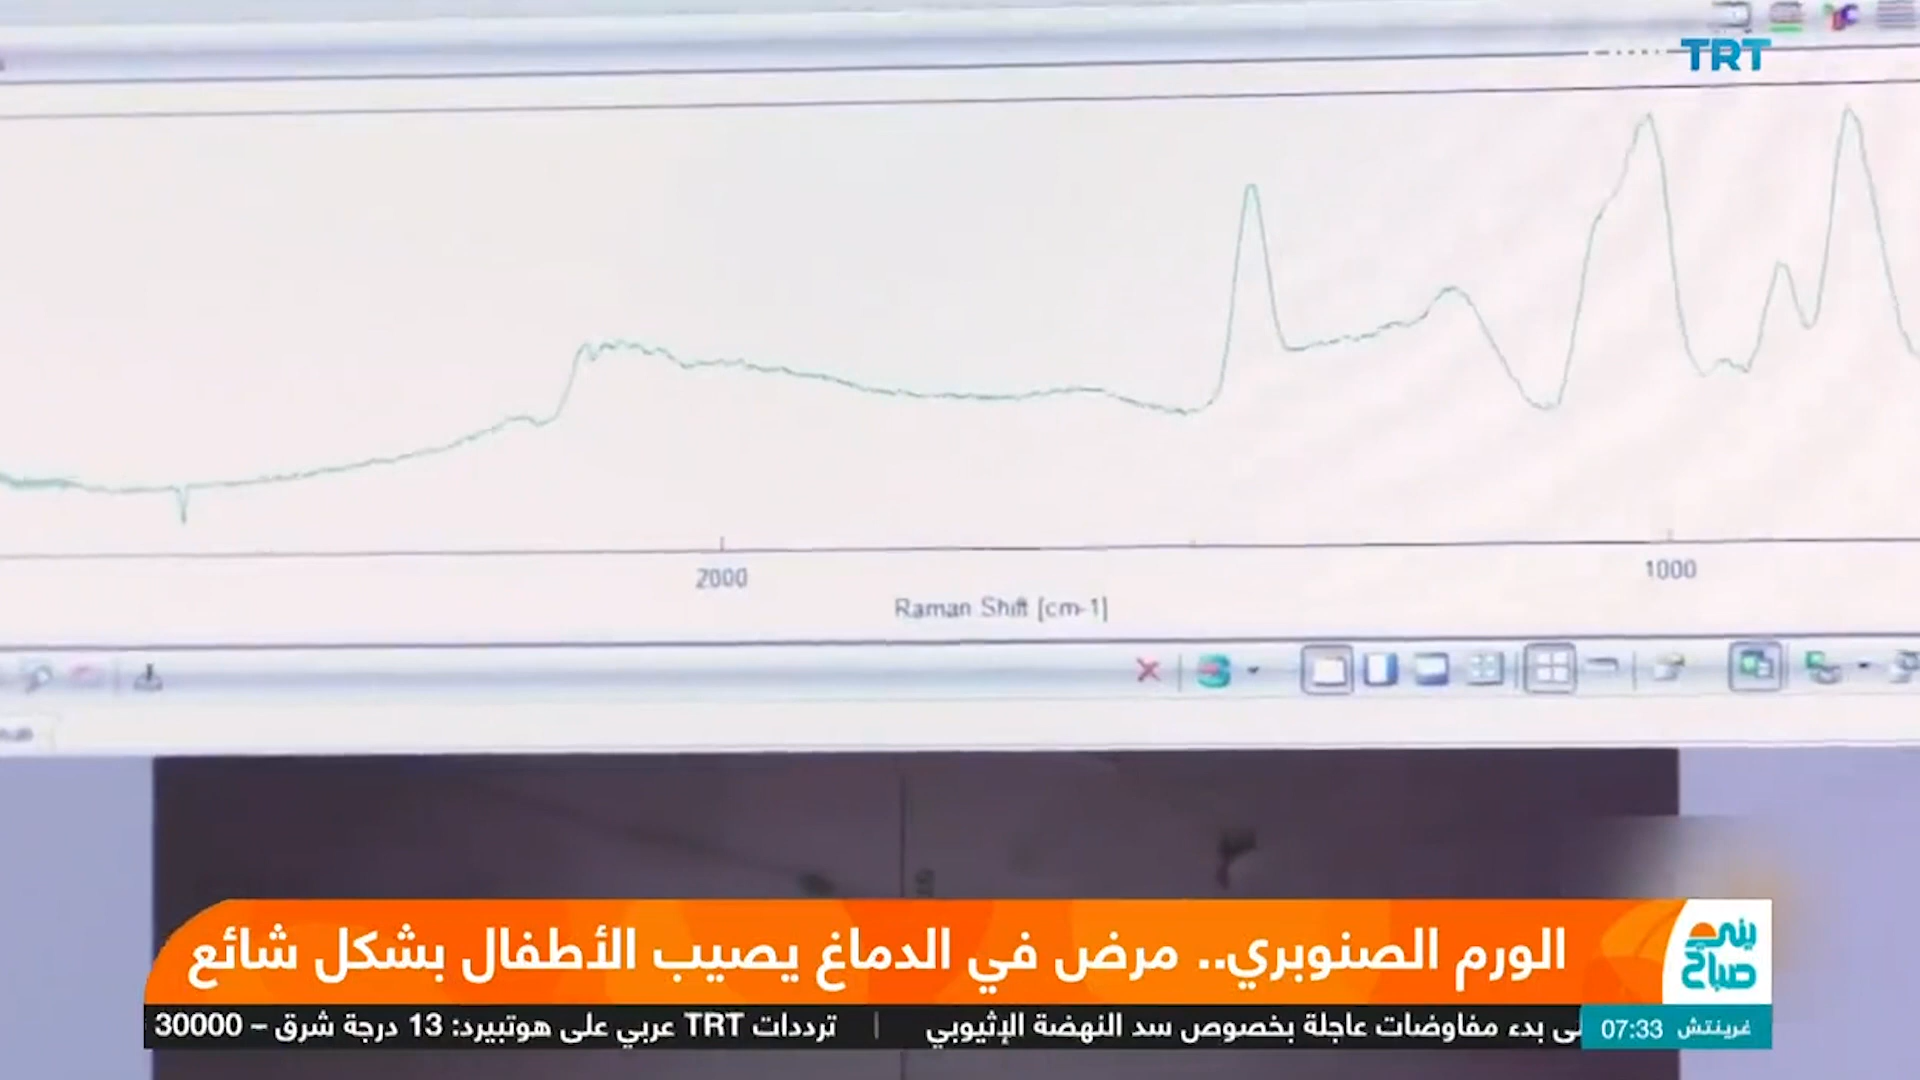 TRT
2000
1000
Raman Shift [cm-1]
الورم الصنوبري.. مرض في الدماغ يصيب الأطفال بشكل شائع
يني صباح
غرينتش 07:33
بدء مفاوضات عاجلة بخصوص سد النهضة الإثيوبي | ترددات TRT عربي على هوتبيرد: 13 درجة شرق – 30000